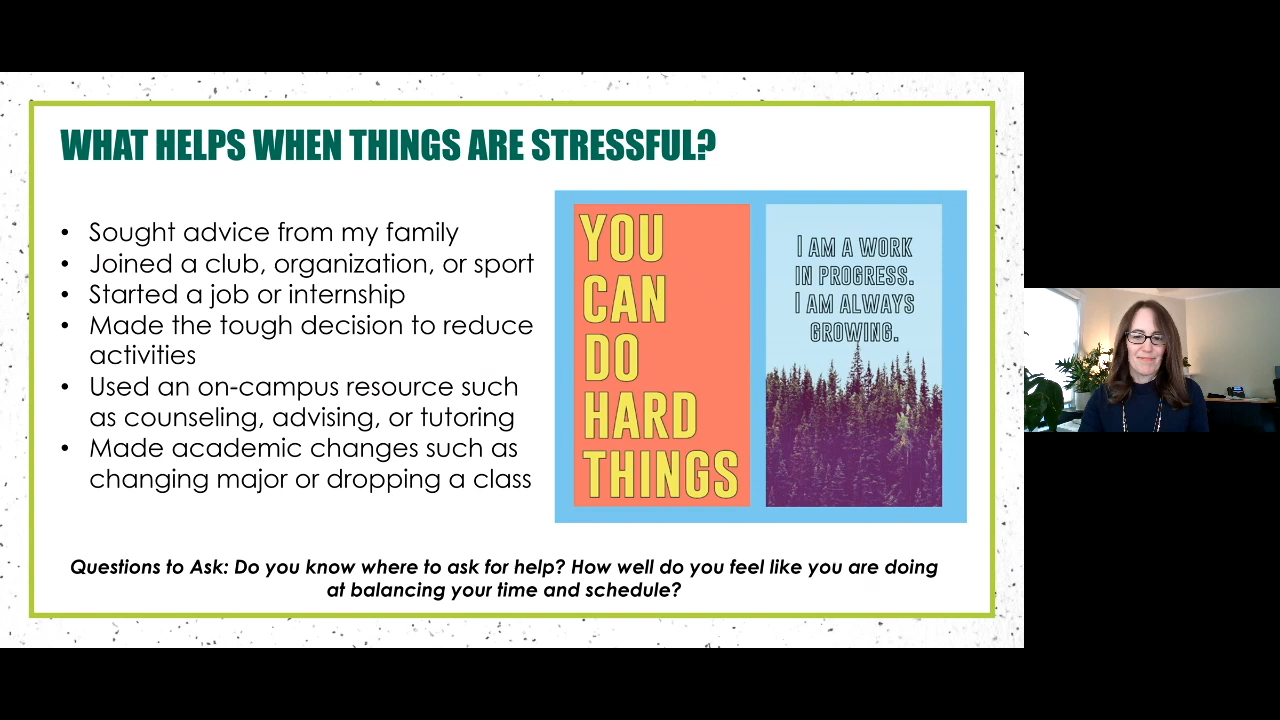 WHAT HELPS WHEN THINGS ARE STRESSFUL?
• Sought advice from my family
• Joined a club, organization, or sport
• Started a job or internship
• Made the tough decision to reduce
activities
• Used an on-campus resource such
as counseling, advising, or tutoring
• Made academic changes such as
changing major or dropping a class
YOU
CAN
DO
HARD
THINGS
I AM A WORK
IN PROGRESS.
I AM ALWAYS
GROWING.
Questions to Ask: Do you know where to ask for help? How well do you feel like you are doing
at balancing your time and schedule?